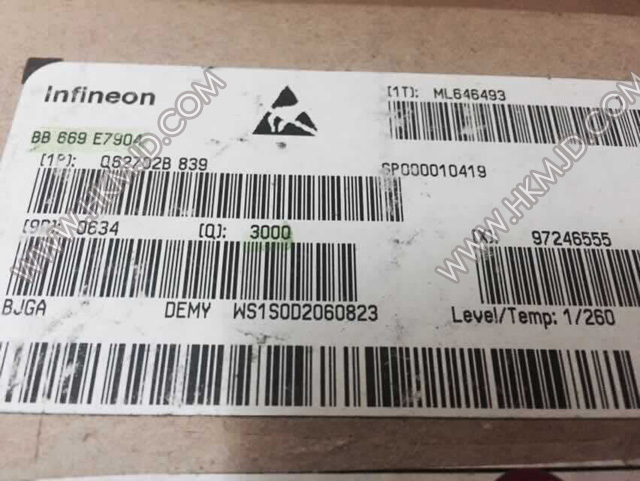 Infineon
[1T]: ML646493
BB 669 E7904
[1P]: Q62702B 839
SP000010419
[9D]: 0634
[Q]: 3000
97246555
BJGA
DEMY WS1S0D2060823
Level/Temp: 1/260
WWW.HKMJD.COM
WWW.HKMJD.COM
WWW.HKMJD.COM